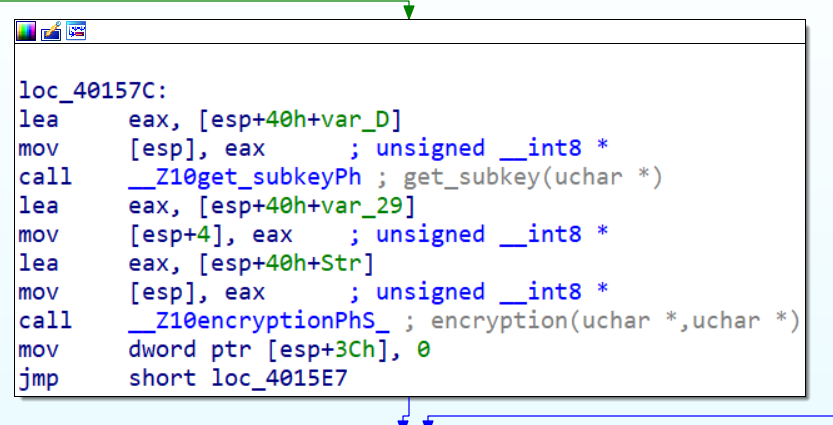 loc_40157C:
lea eax, [esp+40h+var_D]
mov [esp], eax ; unsigned __int8 *
call __Z10get_subkeyPh ; get_subkey(uchar *)
lea eax, [esp+40h+var_29]
mov [esp+4], eax ; unsigned __int8 *
lea eax, [esp+40h+Str]
mov [esp], eax ; unsigned __int8 *
call __Z10encryptionPhS_ ; encryption(uchar *,uchar *)
mov dword ptr [esp+3Ch], 0
jmp short loc_4015E7